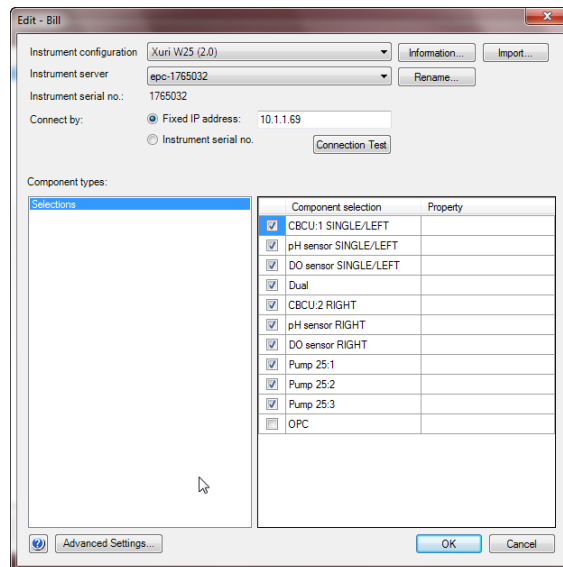 Edit - Bill
Instrument configuration Xuri W25 (2.0) Information... Import...
Instrument server epc-1765032 Rename...
Instrument serial no.: 1765032
Connect by: Fixed IP address: 10.1.1.69
Instrument serial no. Connection Test
Component types:
Selections
Component selection Property
CBCU:1 SINGLE/LEFT
pH sensor SINGLE/LEFT
DO sensor SINGLE/LEFT
Dual
CBCU:2 RIGHT
pH sensor RIGHT
DO sensor RIGHT
Pump 25:1
Pump 25:2
Pump 25:3
OPC
Advanced Settings... OK Cancel